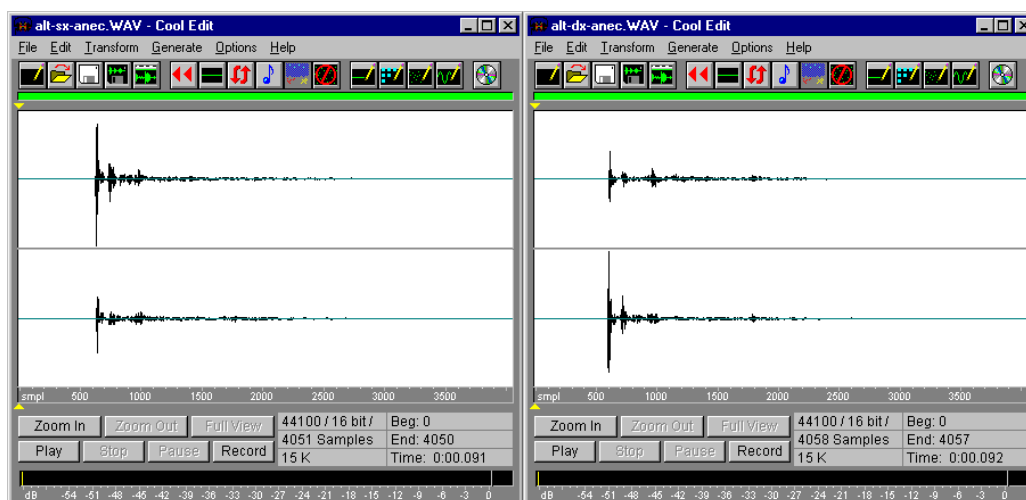 alt-sx-anec.WAV - Cool Edit
File Edit Transform Generate Options Help
smpl 500 1000 1500 2000 2500 3000 3500
Zoom In Zoom Out Full View
Play Stop Pause Record
44100 / 16 bit /
4051 Samples
15 K
Beg: 0
End: 4050
Time: 0:00.091
dB -54 -51 -48 -45 -42 -39 -36 -33 -30 -27 -24 -21 -18 -15 -12 -9 -6 -3 0
alt-dx-anec.WAV - Cool Edit
File Edit Transform Generate Options Help
smpl 500 1000 1500 2000 2500 3000 3500
Zoom In Zoom Out Full View
Play Stop Pause Record
44100 / 16 bit /
4058 Samples
15 K
Beg: 0
End: 4057
Time: 0:00.092
dB -54 -51 -48 -45 -42 -39 -36 -33 -30 -27 -24 -21 -18 -15 -12 -9 -6 -3 0